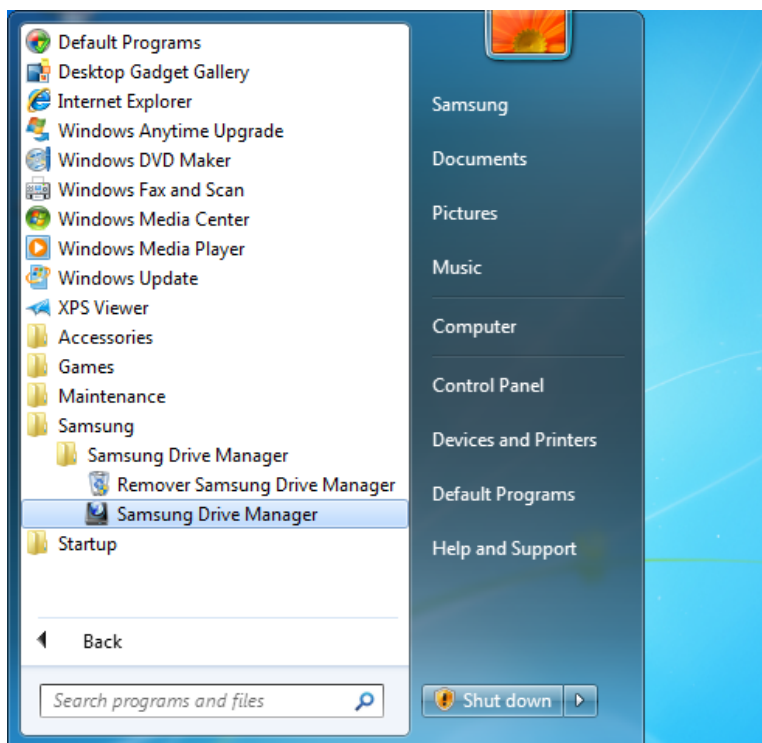 Default Programs
Desktop Gadget Gallery
Internet Explorer
Windows Anytime Upgrade
Windows DVD Maker
Windows Fax and Scan
Windows Media Center
Windows Media Player
Windows Update
XPS Viewer
Accessories
Games
Maintenance
Samsung
Samsung Drive Manager
Remover Samsung Drive Manager
Samsung Drive Manager
Startup
Back
Search programs and files
Samsung
Documents
Pictures
Music
Computer
Control Panel
Devices and Printers
Default Programs
Help and Support
Shut down